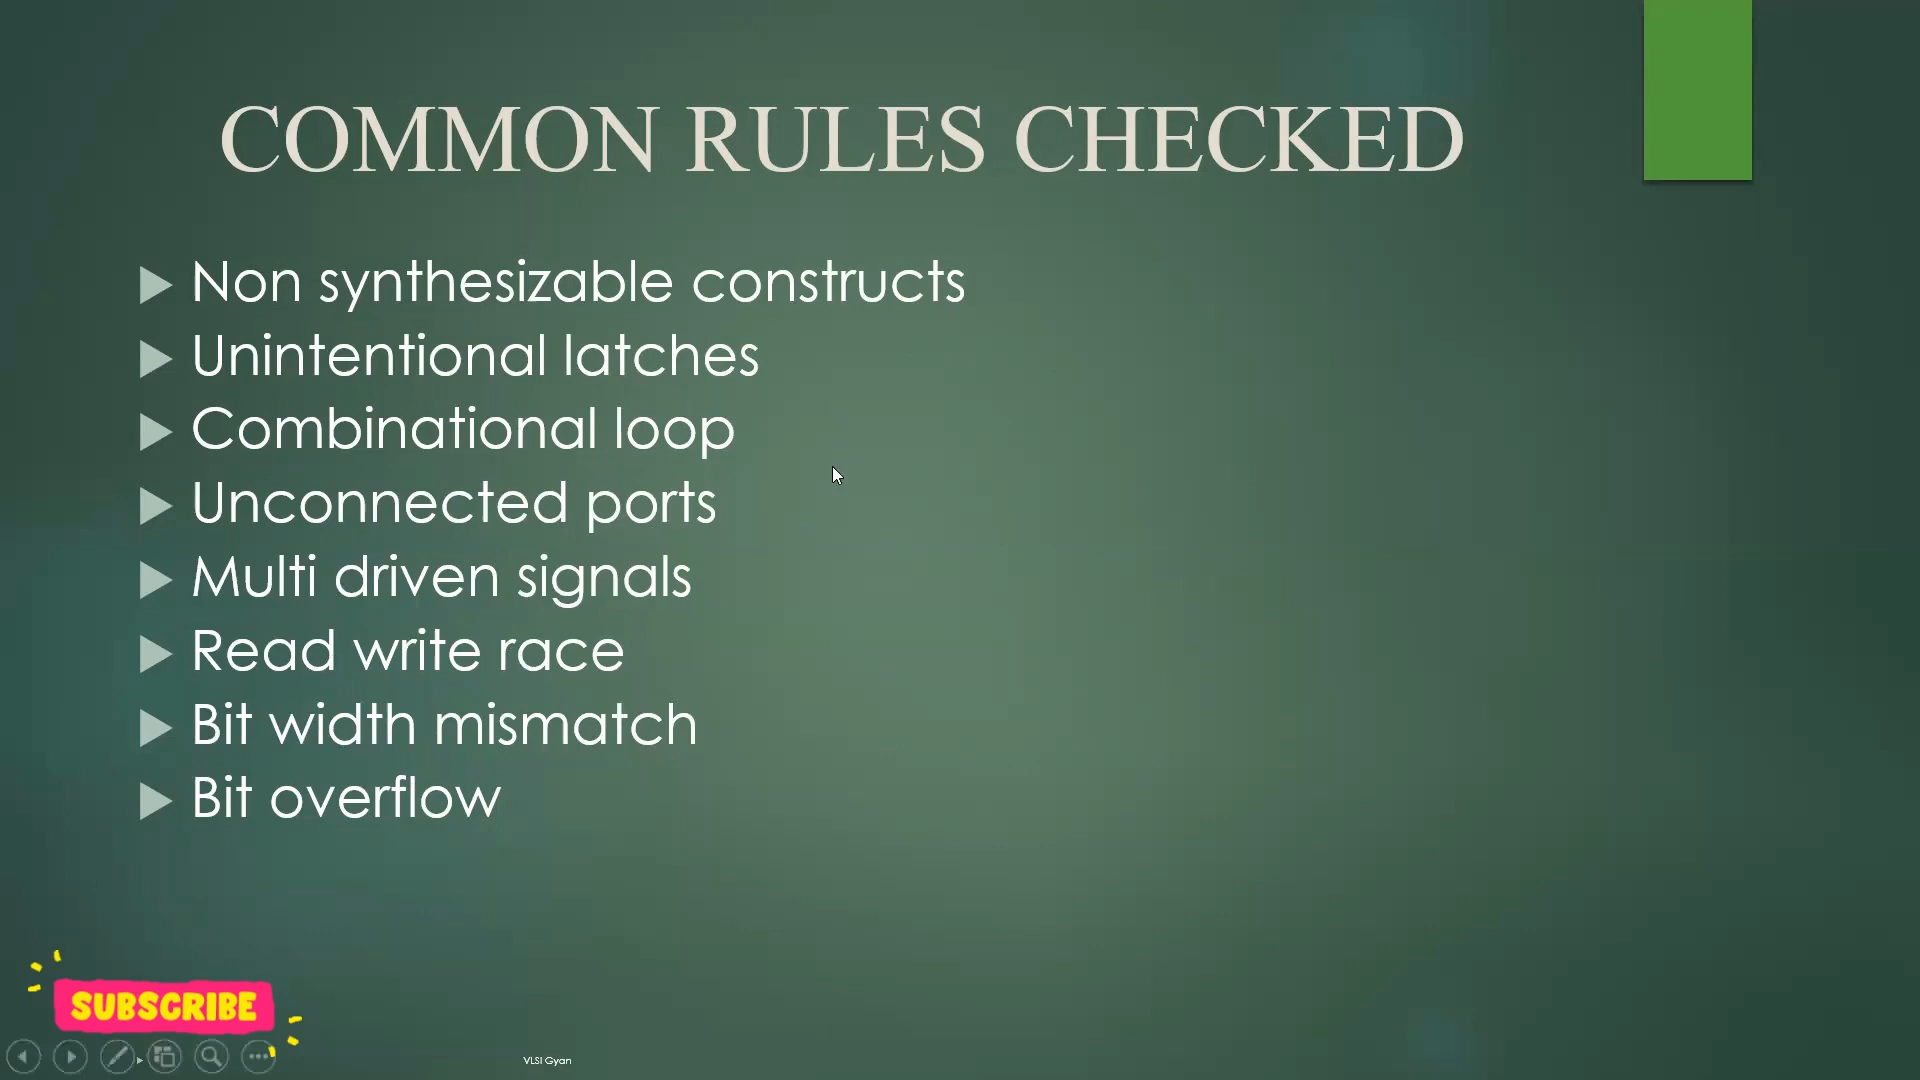 COMMON RULES CHECKED
Non synthesizable constructs
Unintentional latches
Combinational loop
Unconnected ports
Multi driven signals
Read write race
Bit width mismatch
Bit overflow
SUBSCRIBE
VLSI Gyan